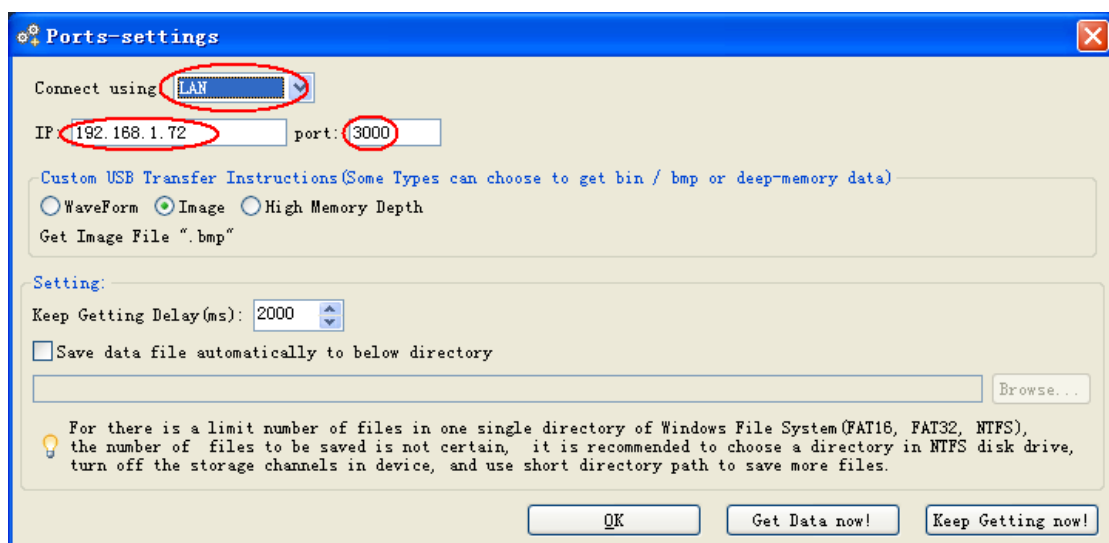 Ports-settings
Connect using: LAN
IP: 192.168.1.72 port: 3000
Custom USB Transfer Instructions(Some Types can choose to get bin / bmp or deep-memory data)
WaveForm Image High Memory Depth
Get Image File ".bmp"
Setting:
Keep Getting Delay(ms): 2000
Save data file automatically to below directory
Browse...
For there is a limit number of files in one single directory of Windows File System(FAT16, FAT32, NTFS),
the number of files to be saved is not certain, it is recommended to choose a directory in NTFS disk drive,
turn off the storage channels in device, and use short directory path to save more files.
OK Get Data now! Keep Getting now!